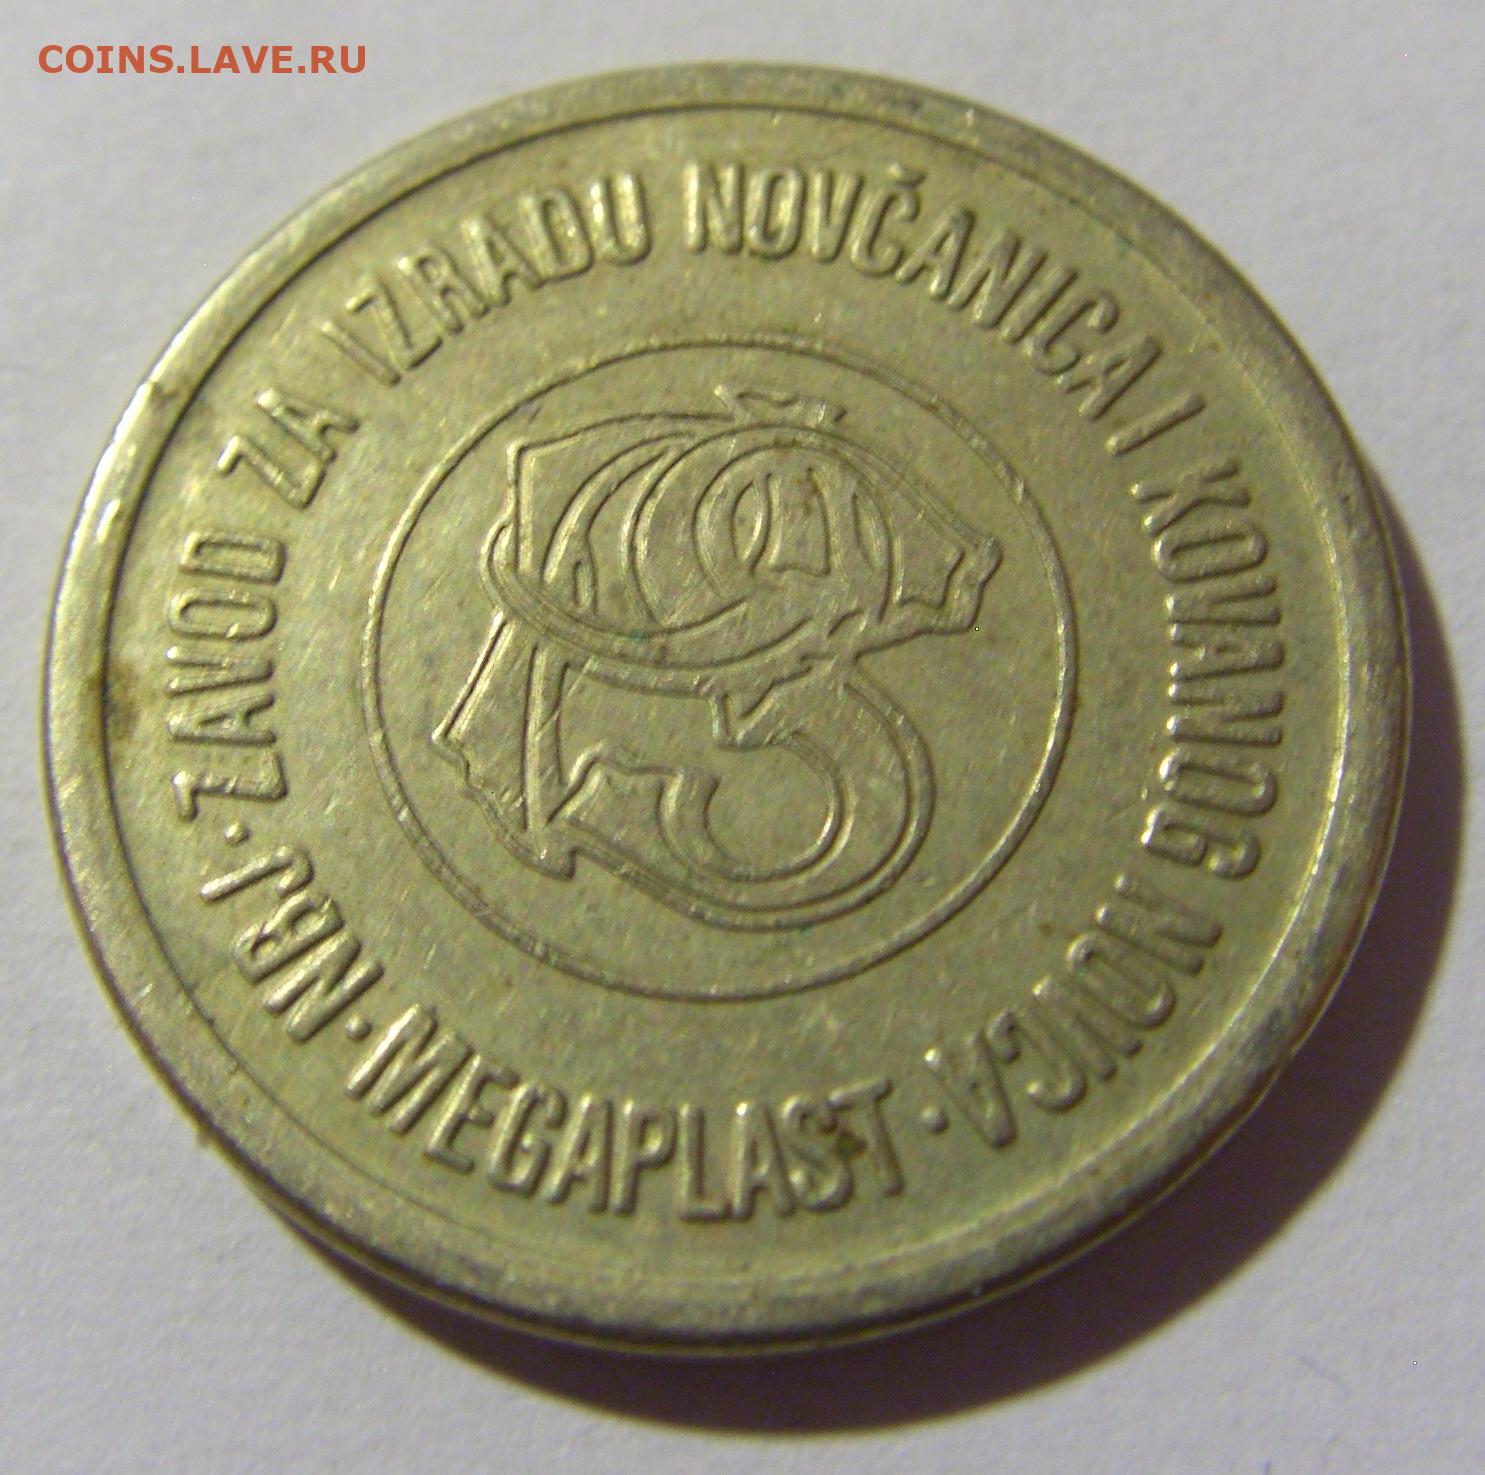 COINS.LAVE.RU
ZAVOD ZA IZRADU NOVČANICA I KOVANOG NOVCA · MEGAPLAST · NBJ ·